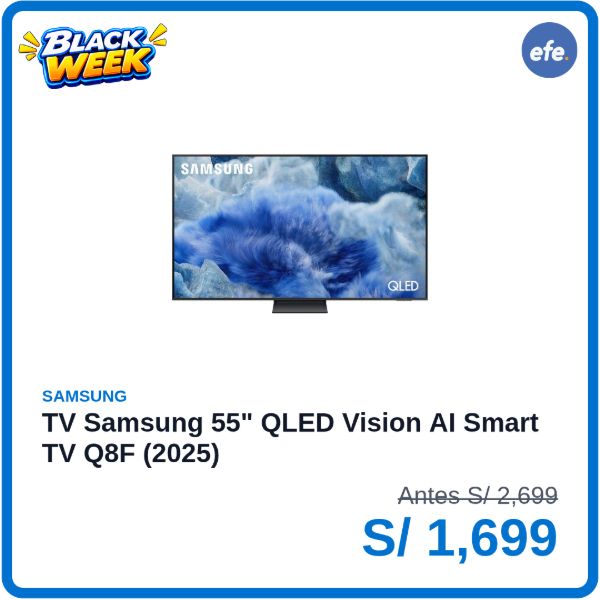 BLACK
WEEK
efe.
SAMSUNG
QLED
SAMSUNG
TV Samsung 55" QLED Vision AI Smart
TV Q8F (2025)
Antes S/ 2,699
S/ 1,699